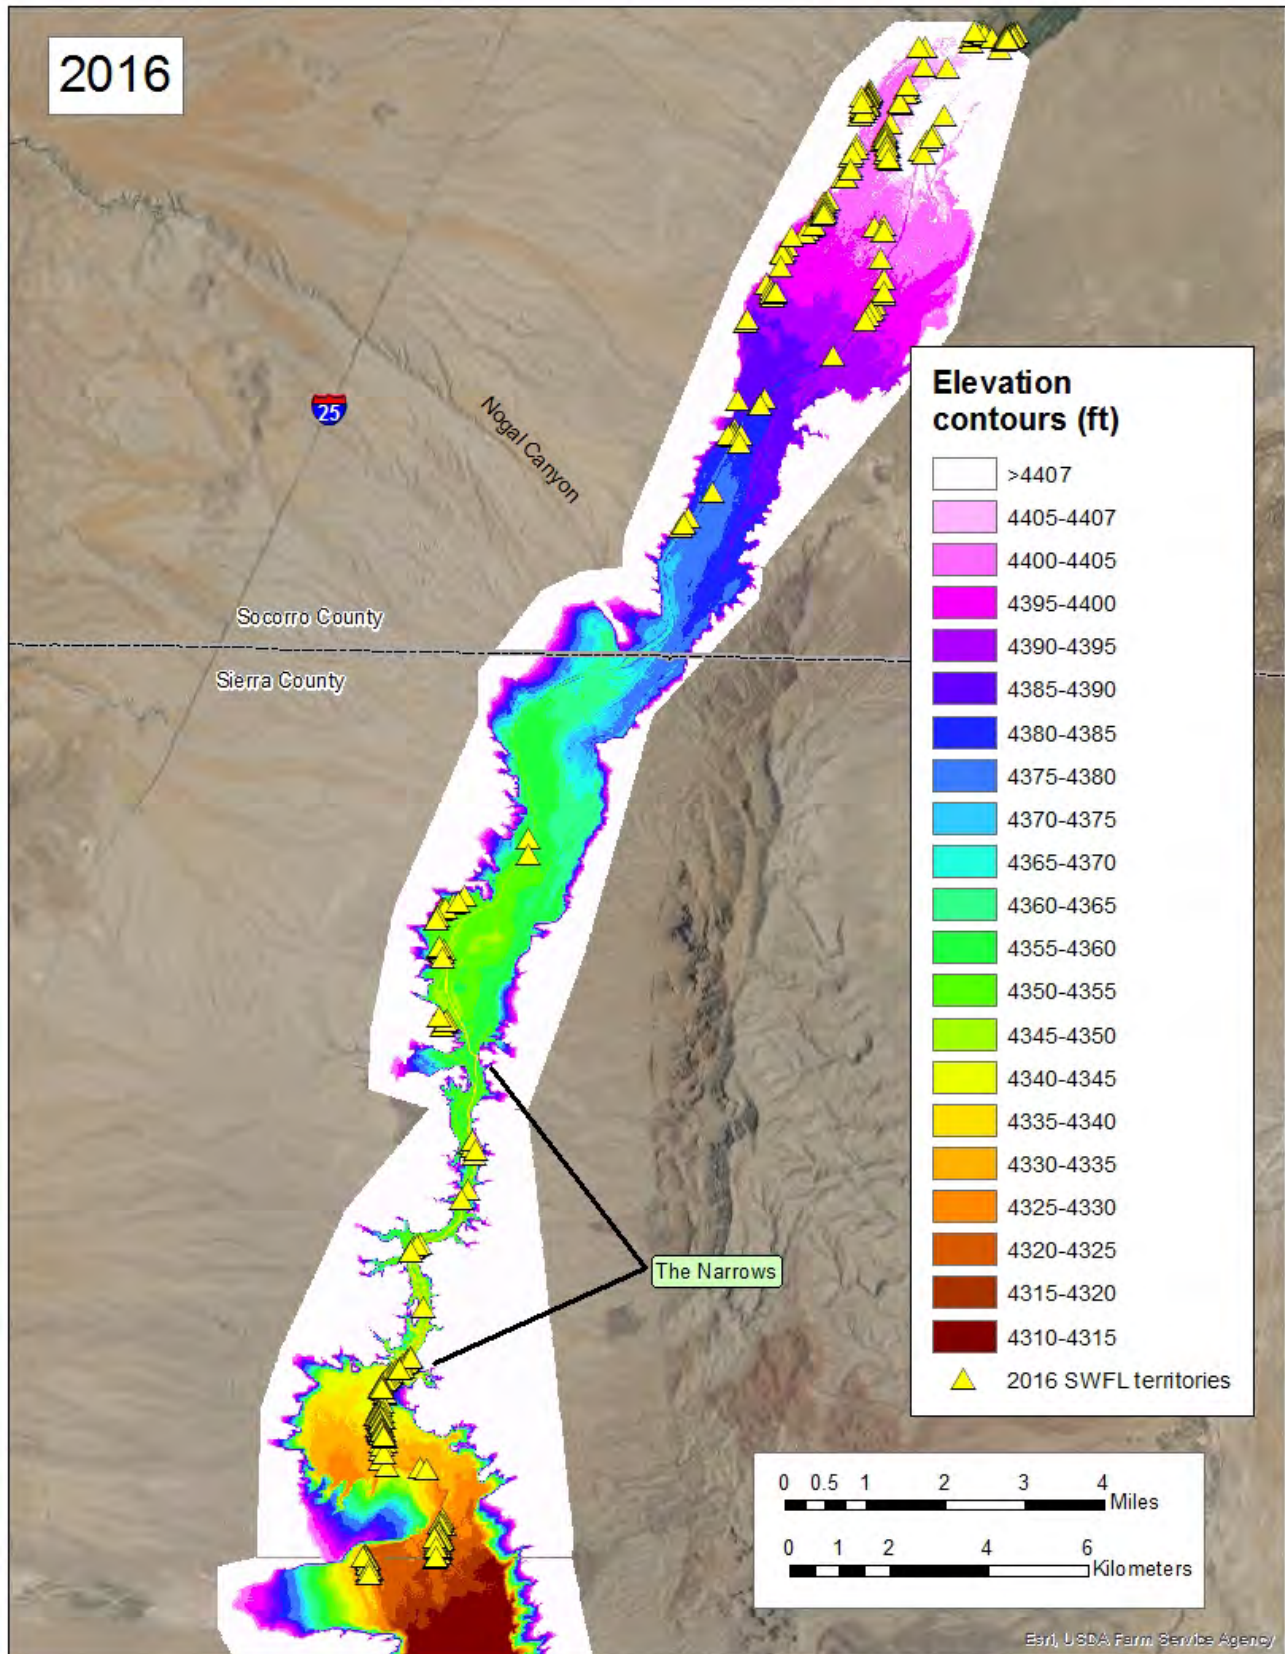 2016
25
Nogal Canyon
Socorro County
Sierra County
The Narrows
Elevation
contours (ft)
>4407
4405-4407
4400-4405
4395-4400
4390-4395
4385-4390
4380-4385
4375-4380
4370-4375
4365-4370
4360-4365
4355-4360
4350-4355
4345-4350
4340-4345
4335-4340
4330-4335
4325-4330
4320-4325
4315-4320
4310-4315
2016 SWFL territories
0 0.5 1 2 3 4
Miles
0 1 2 4 6
Kilometers
Esri, USDA Farm Service Agency